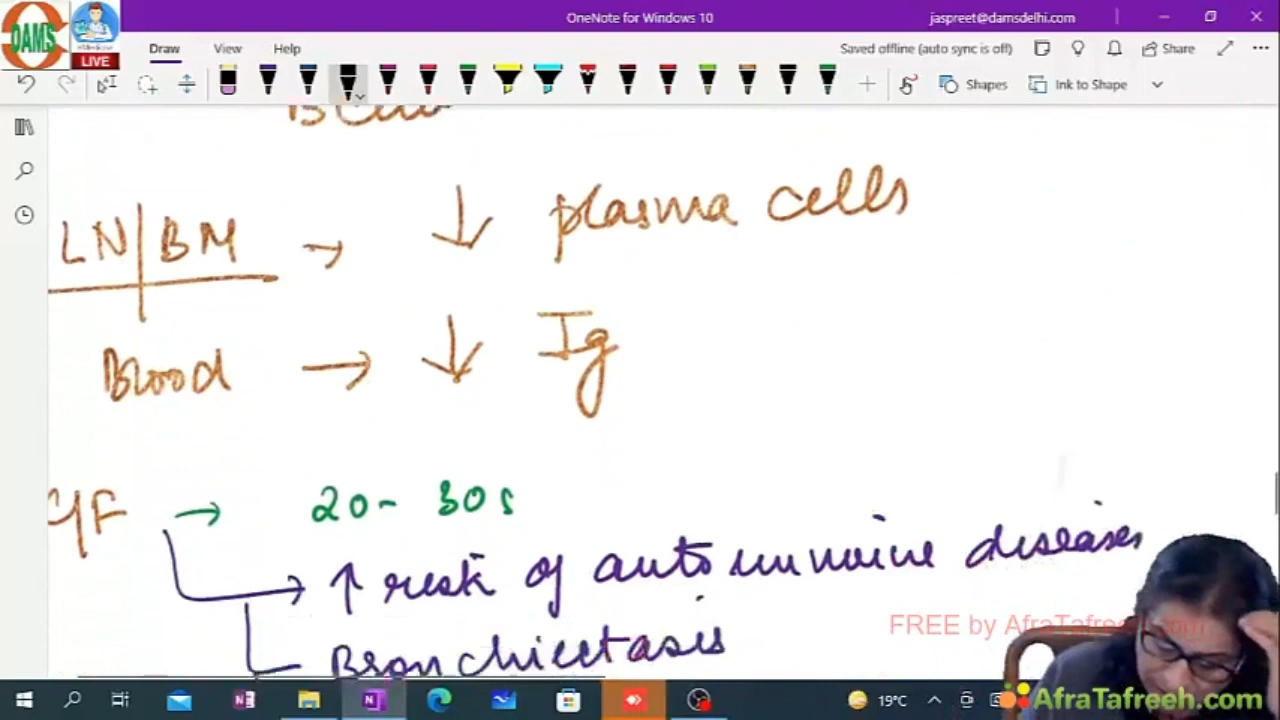 DAMS
eMedicoz
LIVE
OneNote for Windows 10
jaspreet@damsdelhi.com
Draw View Help
Saved offline (auto sync is off)
Share
Shapes
Ink to Shape
LN/BM → ↓ plasma cells
Blood → ↓ Ig
C/F → 20- 30s
→ ↑ risk of autoimmune diseases
Bronchiectasis
FREE by AfraTafreeh.com
19°C
AfraTafreeh.com